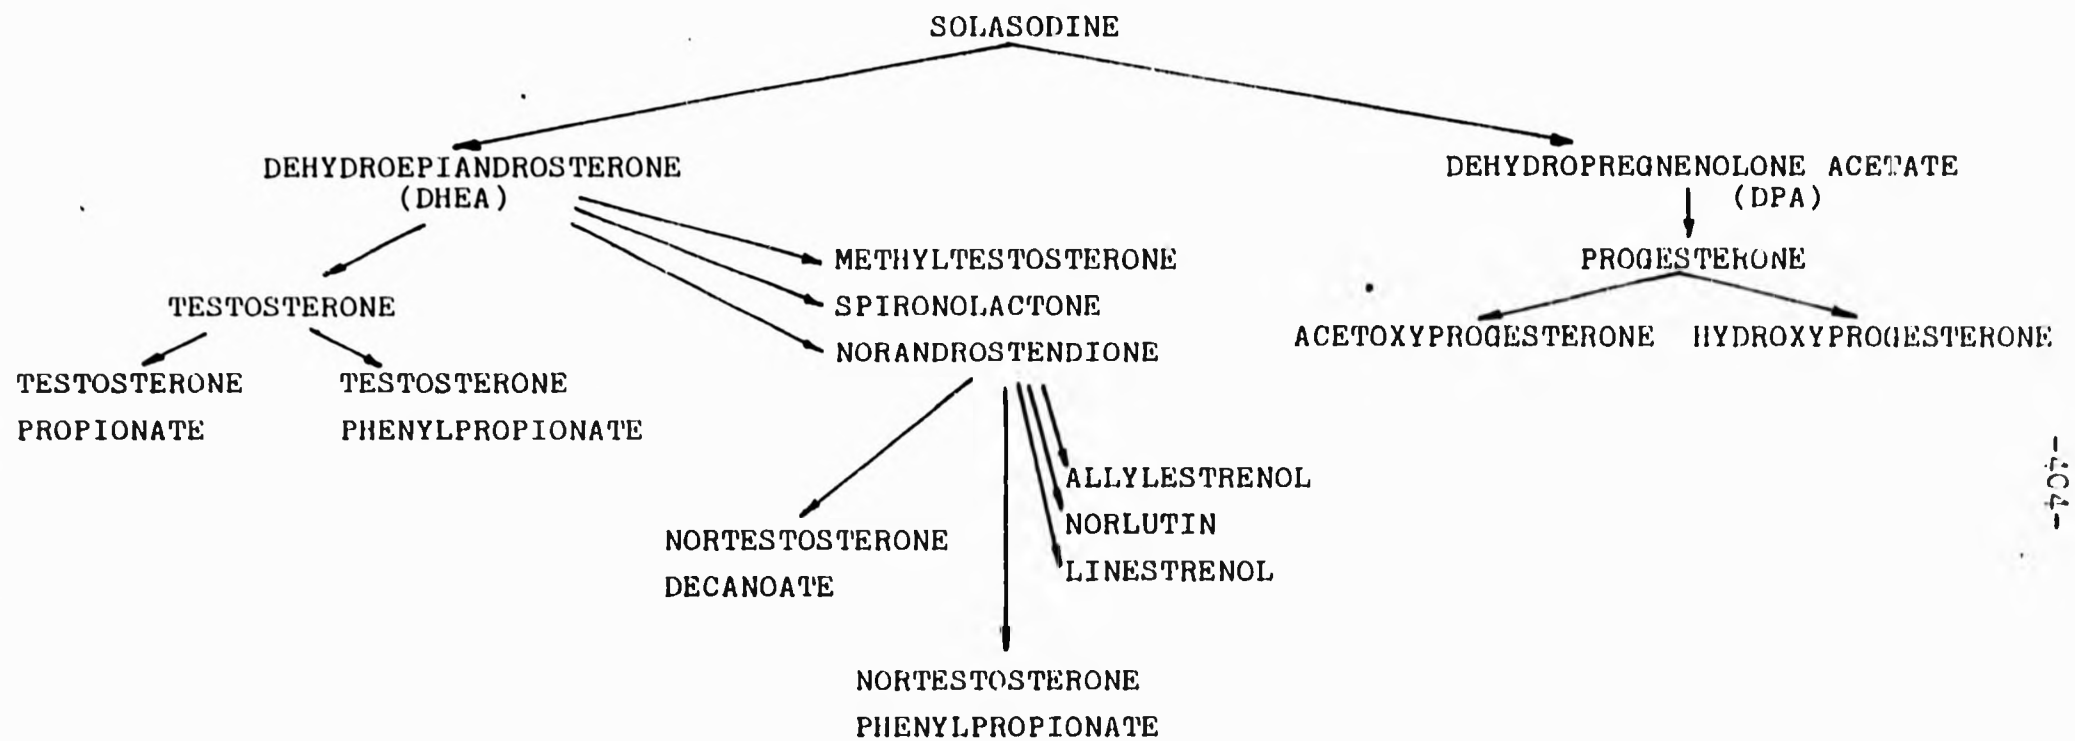 SOLASODINE
DEHYDROEPIANDROSTERONE
(DHEA)
DEHYDROPREGNENOLONE ACETATE
(DPA)
METHYLTESTOSTERONE
PROGESTERONE
TESTOSTERONE
SPIRONOLACTONE
NORANDROSTENDIONE
ACETOXYPROGESTERONE
HYDROXYPROGESTERONE
TESTOSTERONE
PROPIONATE
TESTOSTERONE
PHENYLPROPIONATE
ALLYLESTRENOL
NORLUTIN
LINESTRENOL
NORTESTOSTERONE
DECANOATE
NORTESTOSTERONE
PHENYLPROPIONATE
-404-